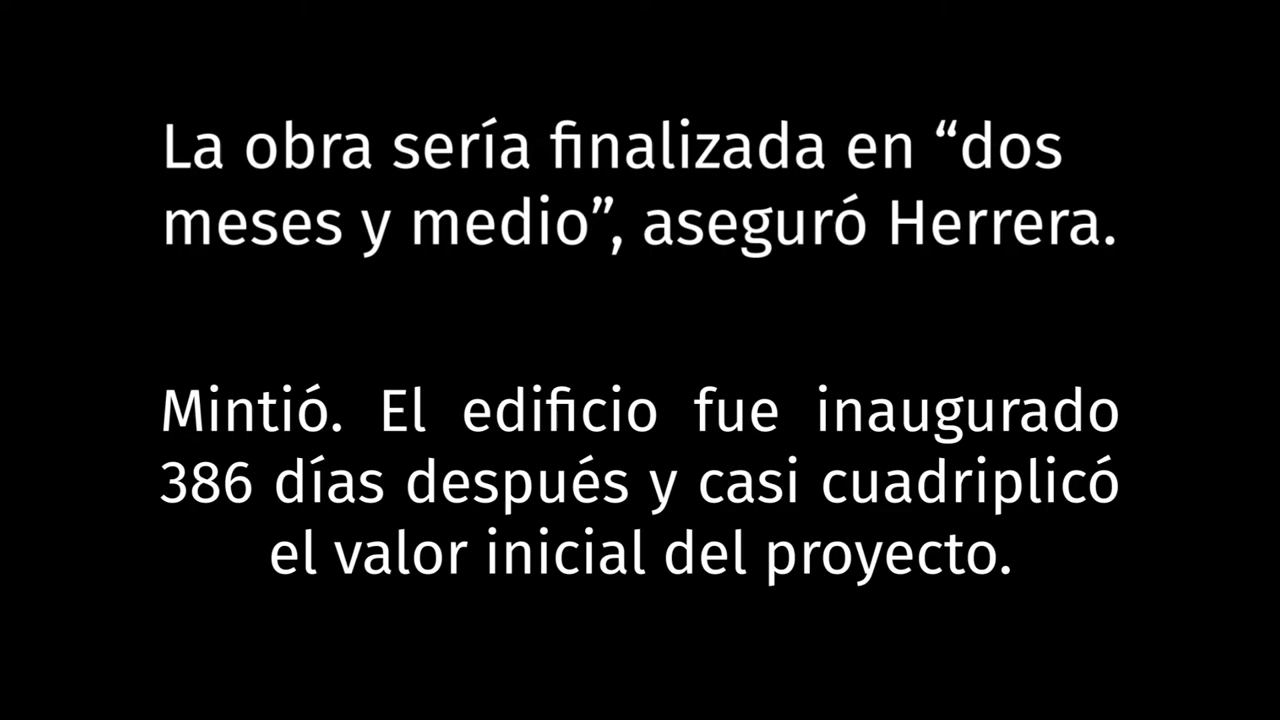 La obra sería finalizada en “dos
meses y medio”, aseguró Herrera.
Mintió. El edificio fue inaugurado
386 días después y casi cuadriplicó
el valor inicial del proyecto.